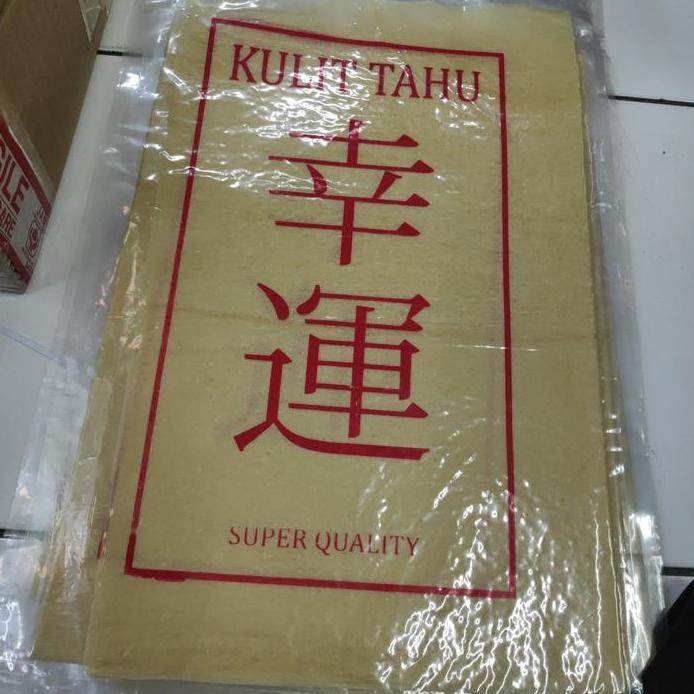 KULIT TAHU
幸
運
SUPER QUALITY